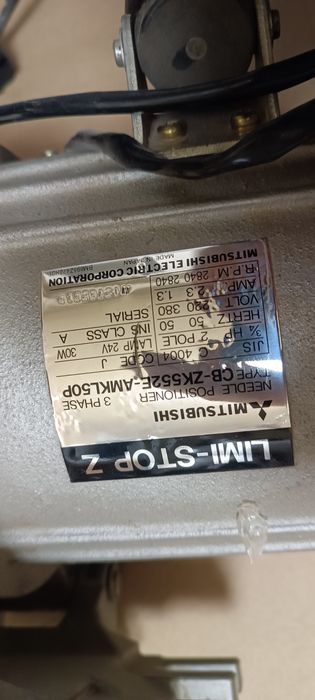 LIMI-STOP Z
MITSUBISHI
NEEDLE POSITIONER 3 PHASE
TYPE CB-ZK552E-AMKL50P
JIS C 4004 CODE J
¾ HP 2 POLE LAMP 24V 30W
HERTZ 50 50 INS CLASS A
VOLT 220 380 SERIAL
AMP 2.3 1.3
R.P.M 2840 2840
MITSUBISHI ELECTRIC CORPORATION
MADE IN JAPAN